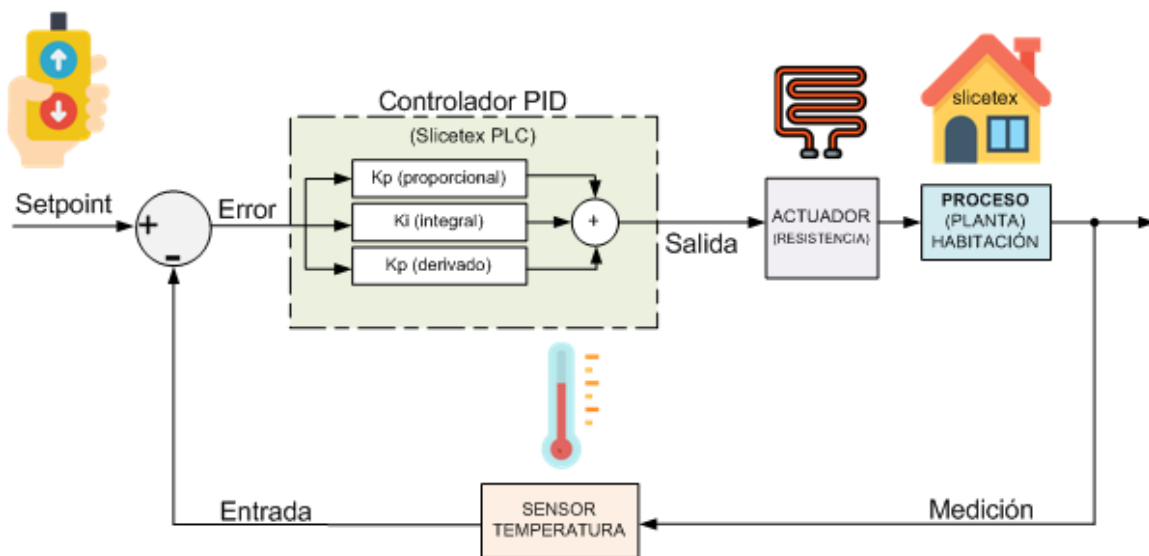 Controlador PID
(Slicetex PLC)
slicetex
Setpoint
+
-
Error
Kp (proporcional)
Ki (integral)
Kp (derivado)
+
Salida
ACTUADOR
(RESISTENCIA)
PROCESO
(PLANTA)
HABITACIÓN
Entrada
SENSOR
TEMPERATURA
Medición